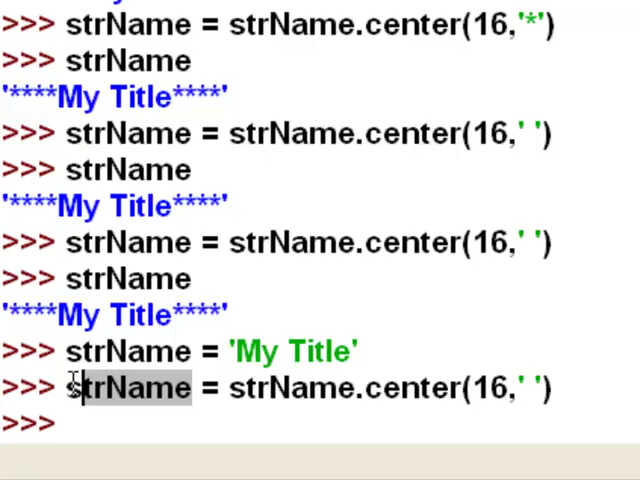 >>> strName = strName.center(16,'*')
>>> strName
'****My Title****'
>>> strName = strName.center(16,' ')
>>> strName
'****My Title****'
>>> strName = strName.center(16,' ')
>>> strName
'****My Title****'
>>> strName = 'My Title'
>>> strName = strName.center(16,' ')
>>>